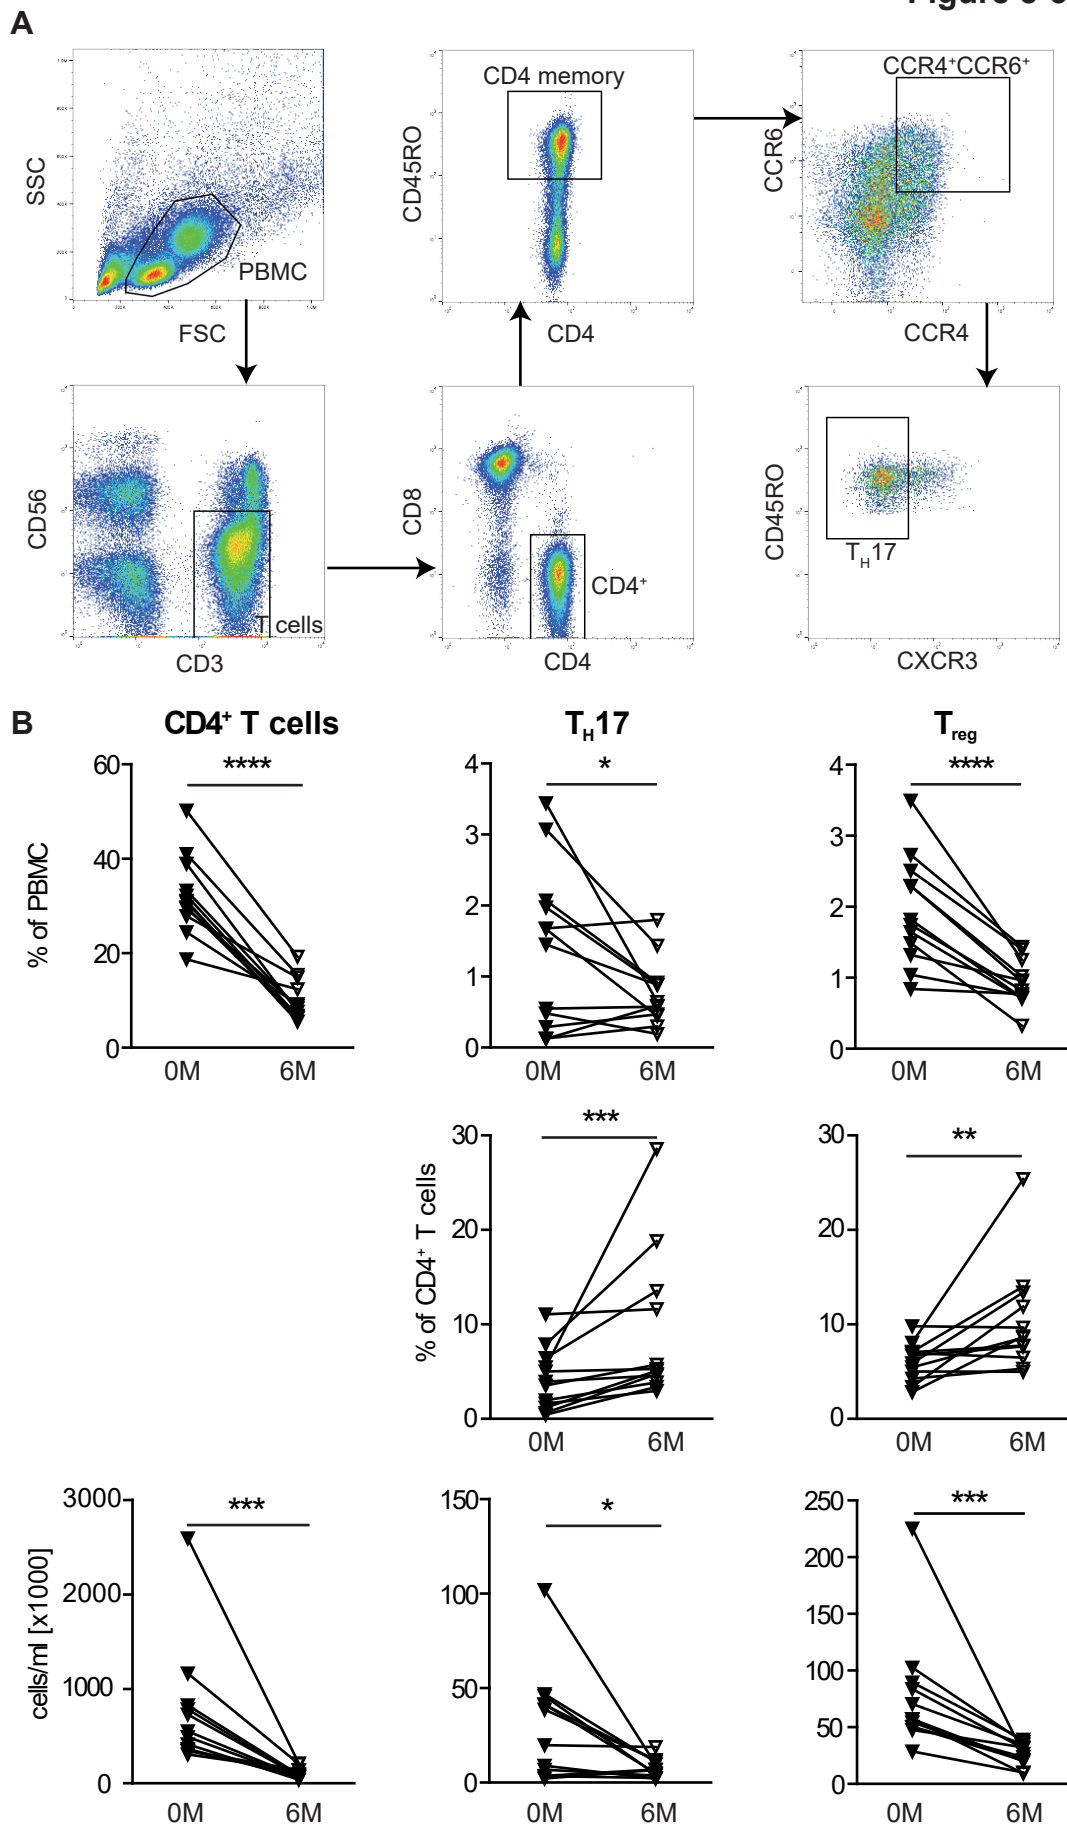 A
SSC
PBMC
FSC
CD4 memory
CD45RO
CD4
CCR4⁺CCR6⁺
CCR6
CCR4
CD56
T cells
CD3
CD8
CD4⁺
CD4
CD45RO
TH17
CXCR3
B
CD4⁺ T cells
TH17
Treg
% of PBMC
60
40
20
0
****
0M 6M
4
3
2
1
0
*
0M 6M
4
3
2
1
0
****
0M 6M
% of CD4⁺ T cells
30
20
10
0
***
0M 6M
30
20
10
0
**
0M 6M
cells/ml [x1000]
3000
2000
1000
0
***
0M 6M
150
100
50
0
*
0M 6M
250
200
150
100
50
0
***
0M 6M